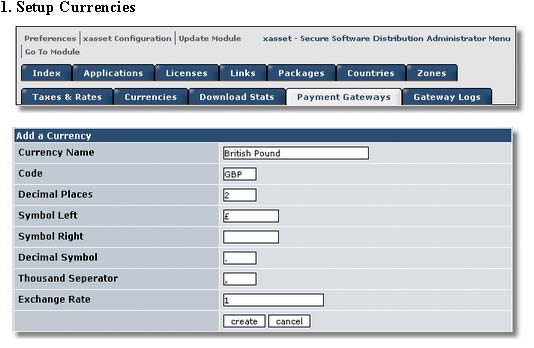 1. Setup Currencies
Preferences xasset Configuration Update Module xasset - Secure Software Distribution Administrator Menu
Go To Module
Index Applications Licenses Links Packages Countries Zones
Taxes & Rates Currencies Download Stats Payment Gateways Gateway Logs
Add a Currency
Currency Name British Pound
Code GBP
Decimal Places 2
Symbol Left £
Symbol Right
Decimal Symbol .
Thousand Seperator ,
Exchange Rate 1
create cancel